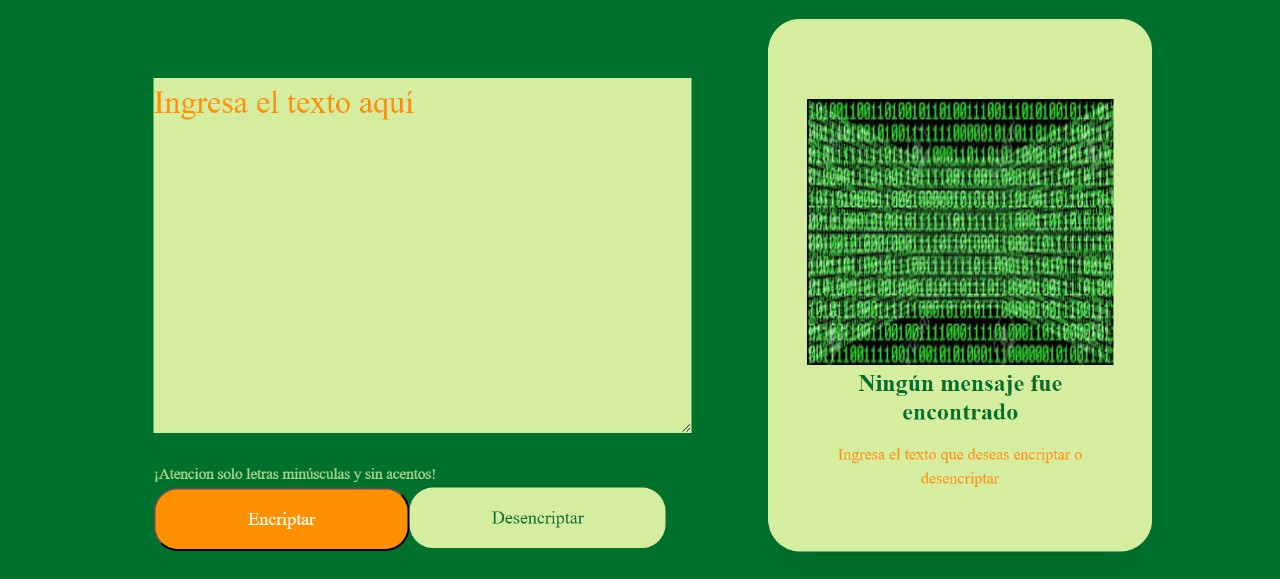 Ingresa el texto aquí
¡Atencion solo letras minúsculas y sin acentos!
Encriptar
Desencriptar
Ningún mensaje fue
encontrado
Ingresa el texto que deseas encriptar o
desencriptar